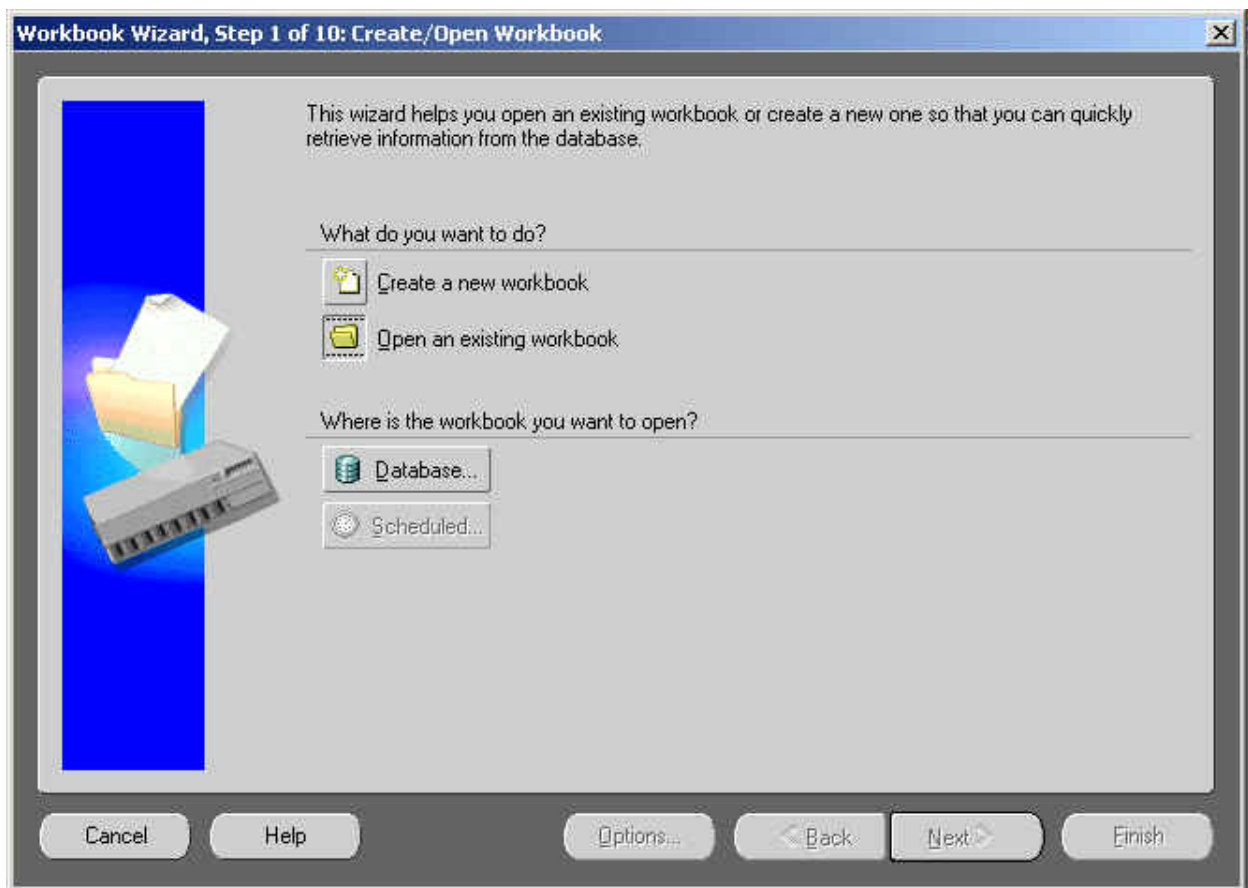 Workbook Wizard, Step 1 of 10: Create/Open Workbook
This wizard helps you open an existing workbook or create a new one so that you can quickly
retrieve information from the database.
What do you want to do?
Create a new workbook
Open an existing workbook
Where is the workbook you want to open?
Database...
Scheduled...
Cancel Help Options... < Back Next > Finish